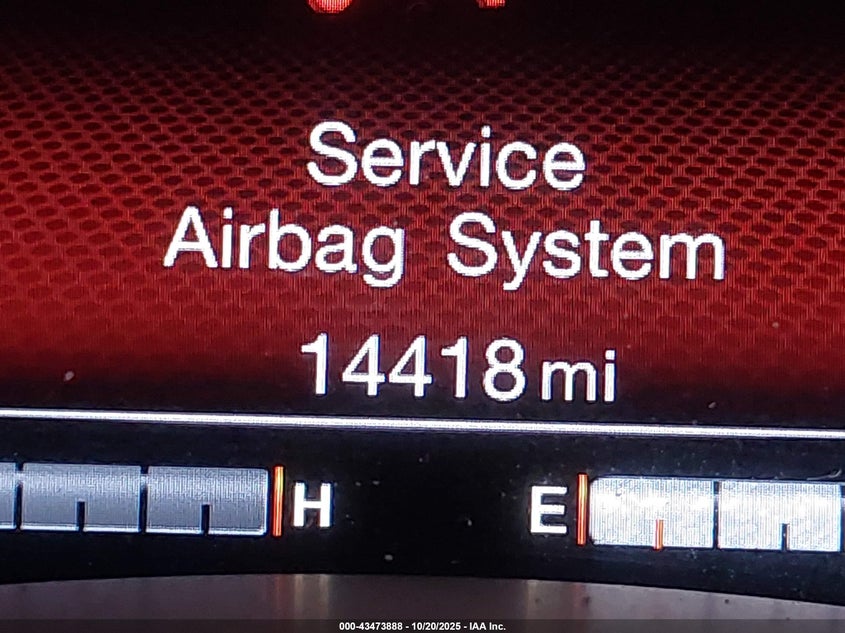 Service
Airbag System
14418 mi
H E
000-43473888 - 10/20/2025 - IAA Inc.